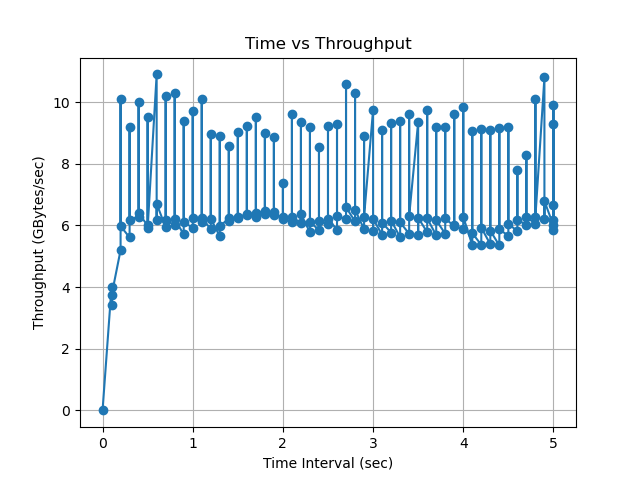 Time vs Throughput
Throughput (GBytes/sec)
10
8
6
4
2
0
0 1 2 3 4 5
Time Interval (sec)